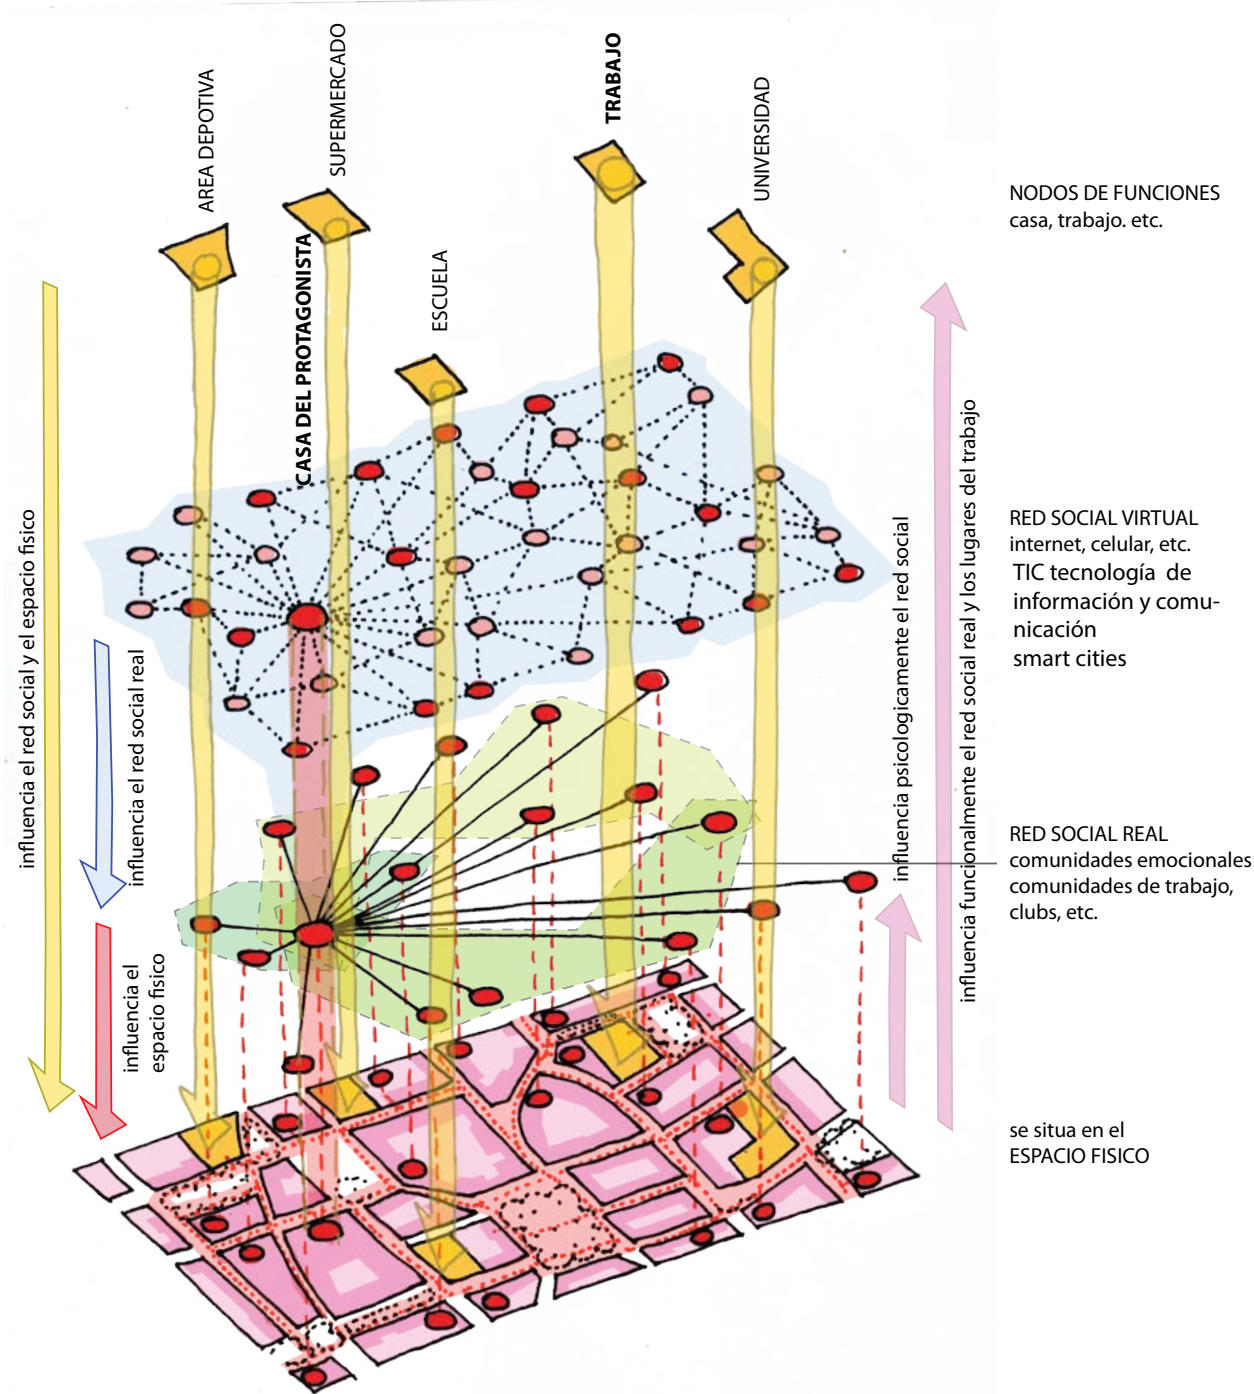 AREA DEPOTIVA
SUPERMERCADO
TRABAJO
UNIVERSIDAD
CASA DEL PROTAGONISTA
ESCUELA
NODOS DE FUNCIONES
casa, trabajo. etc.
RED SOCIAL VIRTUAL
internet, celular, etc.
TIC tecnología de
información y comu-
nicación
smart cities
RED SOCIAL REAL
comunidades emocionales
comunidades de trabajo,
clubs, etc.
se situa en el
ESPACIO FISICO
influencia el red social y el espacio fisico
influencia el red social real
influencia el
espacio fisico
influencia psicologicamente el red social
influencia funcionalmente el red social real y los lugares del trabajo